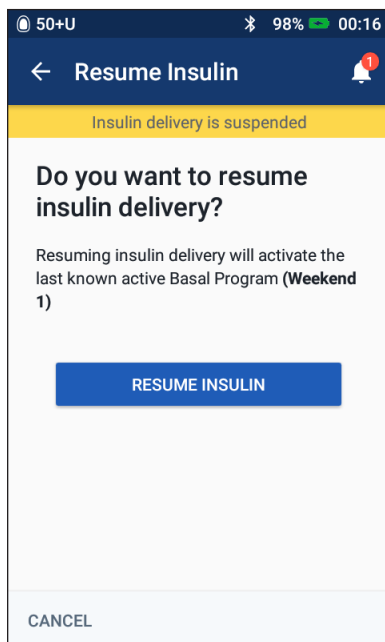 50+U 98% 00:16
Resume Insulin 1
Insulin delivery is suspended
Do you want to resume
insulin delivery?
Resuming insulin delivery will activate the
last known active Basal Program (Weekend
1)
RESUME INSULIN
CANCEL